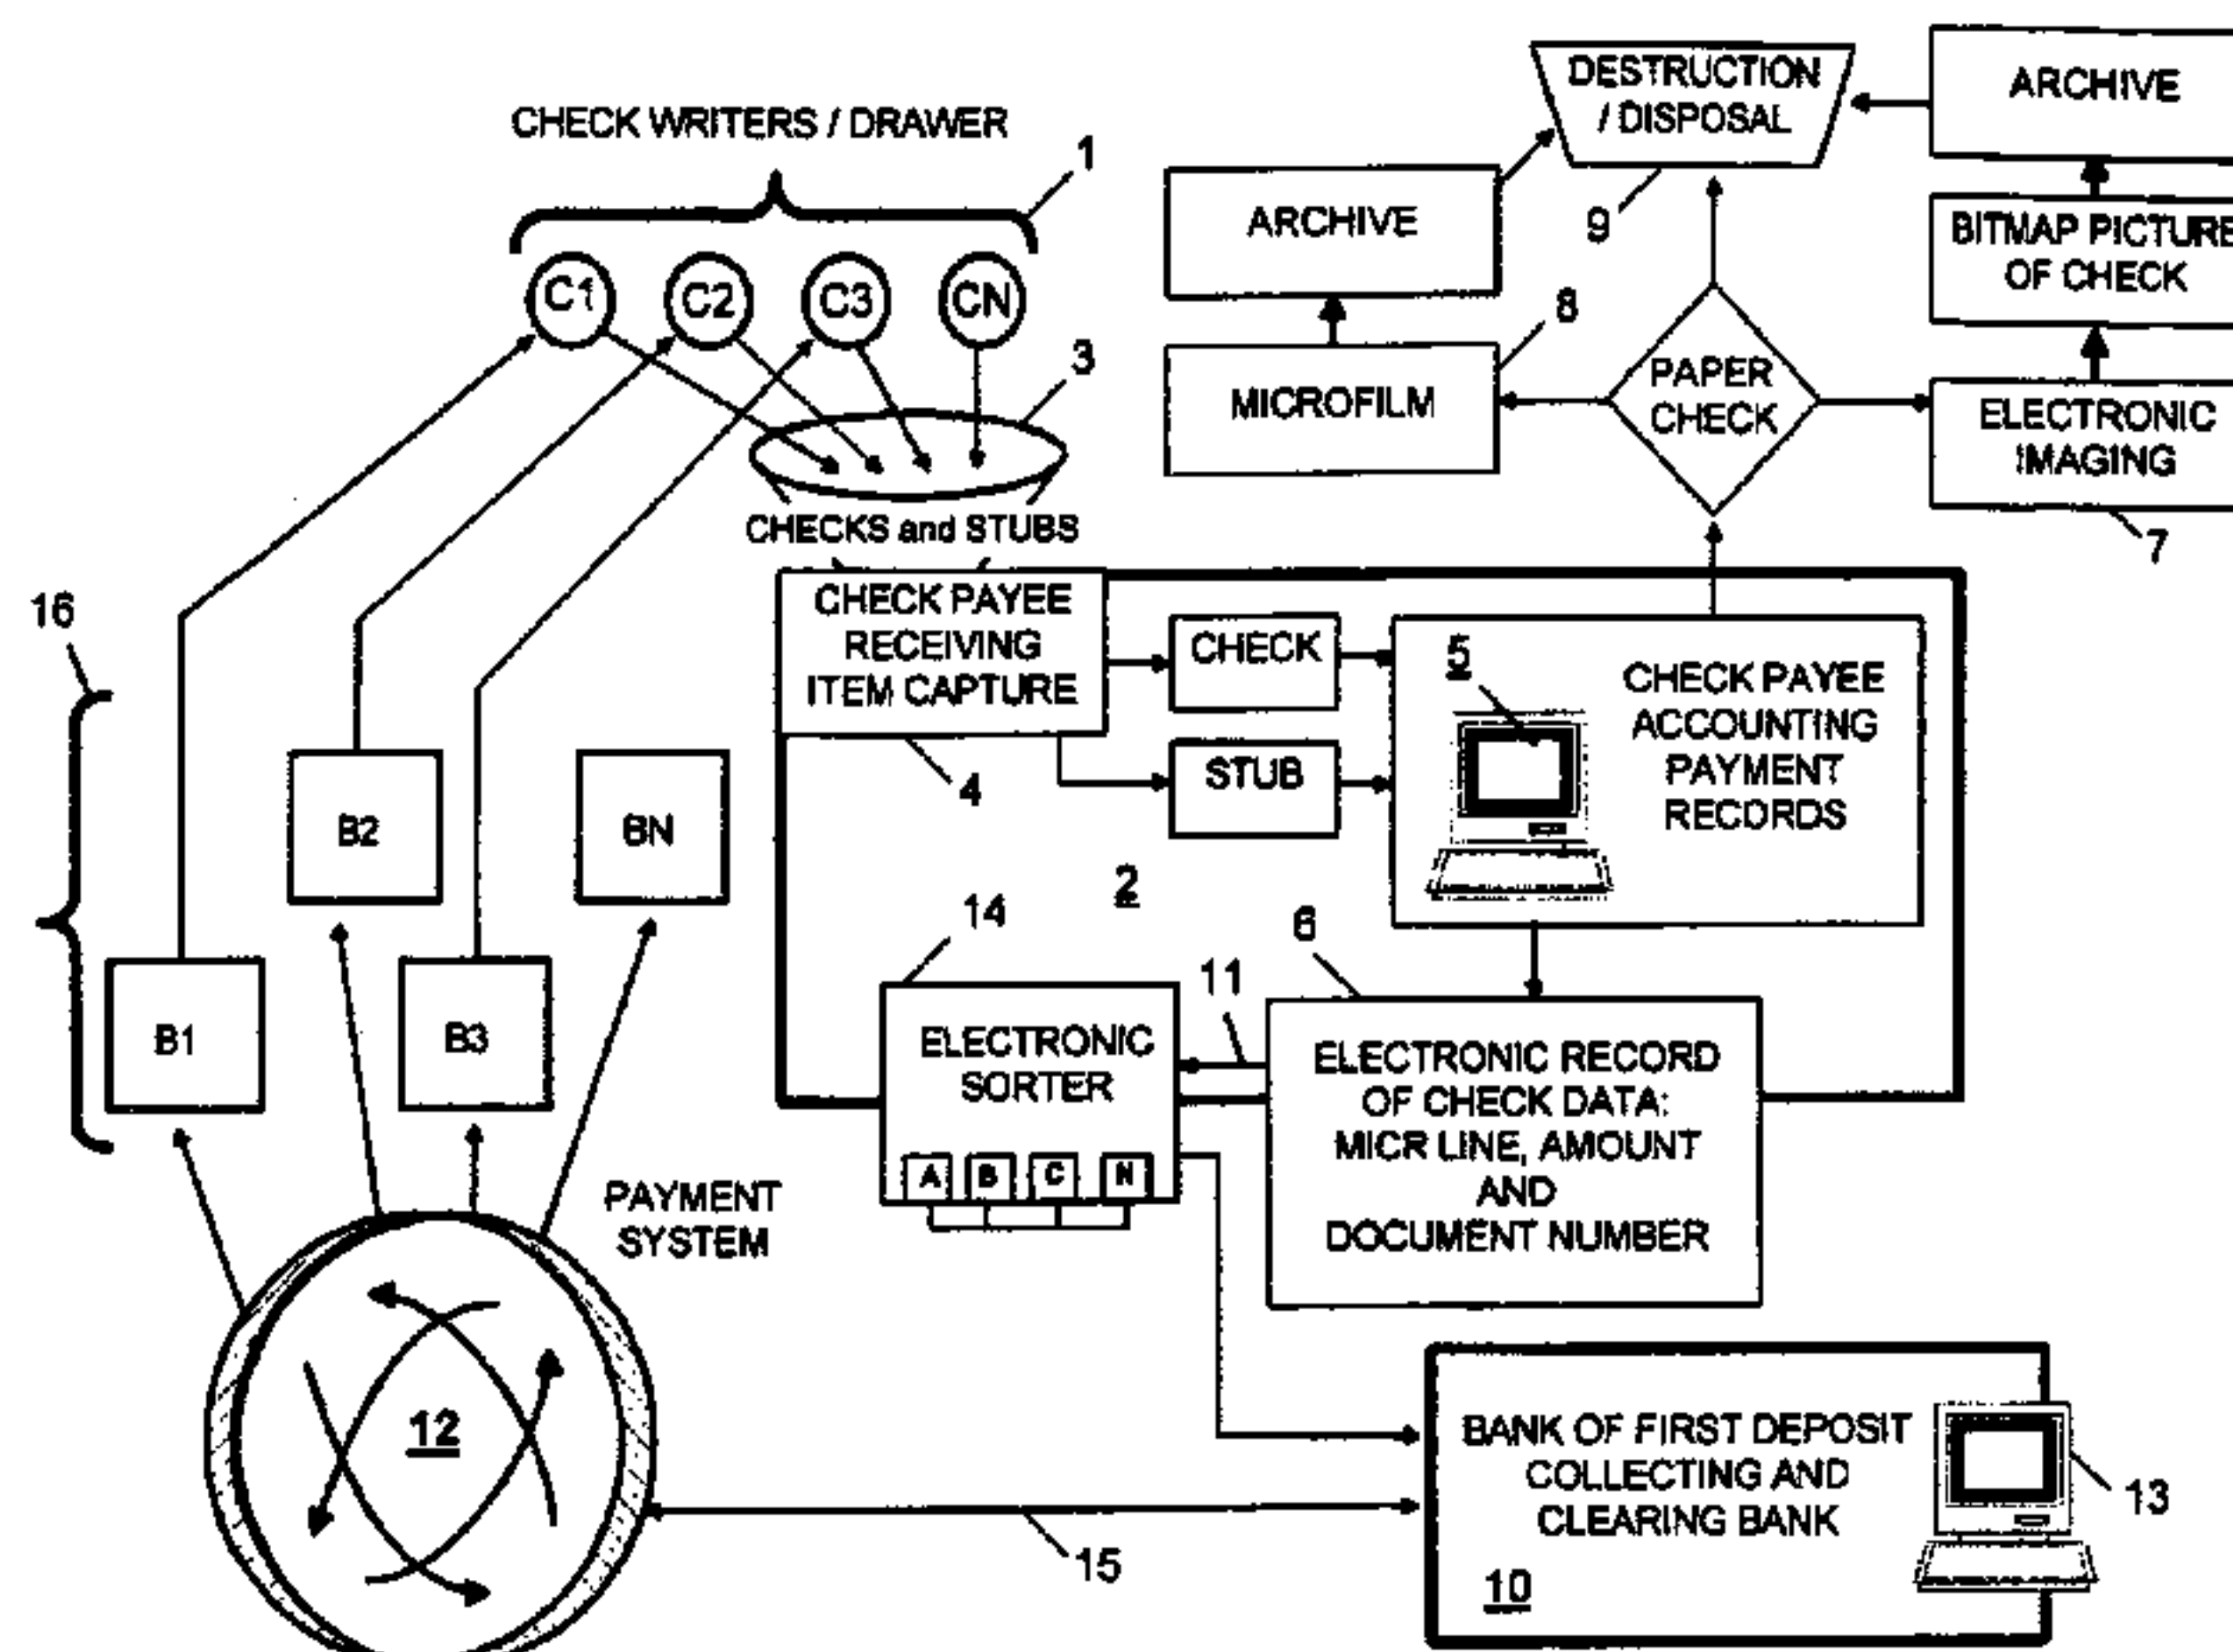 CHECK WRITERS / DRAWER
1
C1
C2
C3
CN
3
CHECKS and STUBS
DESTRUCTION
/ DISPOSAL
9
ARCHIVE
ARCHIVE
BITMAP PICTURE
OF CHECK
8
MICROFILM
PAPER
CHECK
ELECTRONIC
IMAGING
7
16
CHECK PAYEE
RECEIVING
ITEM CAPTURE
4
CHECK
STUB
5
CHECK PAYEE
ACCOUNTING
PAYMENT
RECORDS
2
B2
BN
B1
B3
14
11
6
ELECTRONIC
SORTER
A B C N
ELECTRONIC RECORD
OF CHECK DATA:
MICR LINE, AMOUNT
AND
DOCUMENT NUMBER
PAYMENT
SYSTEM
12
15
BANK OF FIRST DEPOSIT
COLLECTING AND
CLEARING BANK
10
13